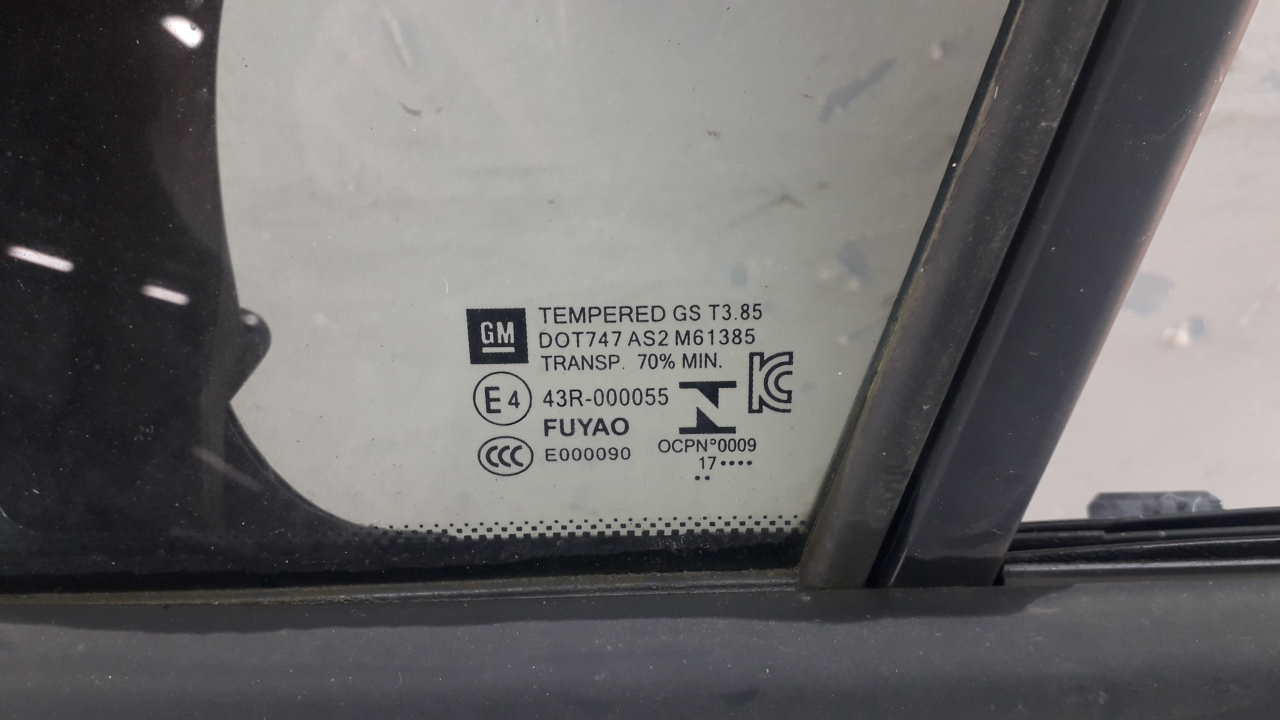 GM
TEMPERED GS T3.85
DOT747 AS2 M61385
TRANSP. 70% MIN.
E4 43R-000055
FUYAO
CCC E000090
OCPN°0009
17••••
••